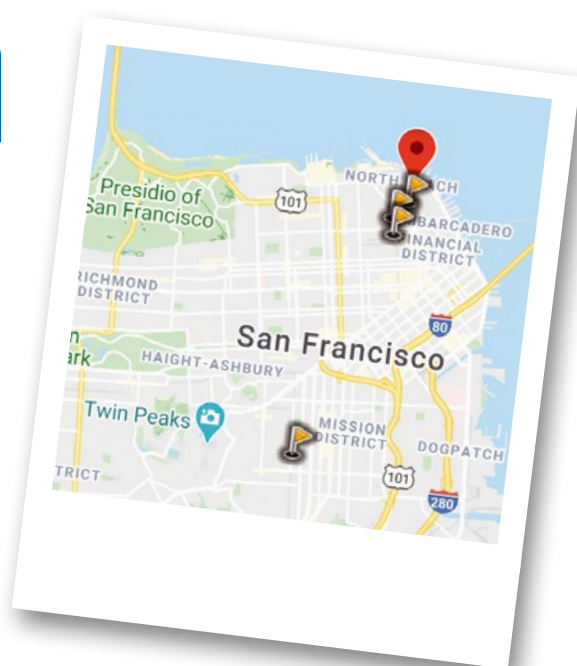 NORTH
CH
Presidio of
San Francisco
101
BARCADERO
INANCIAL
DISTRICT
RICHMOND
DISTRICT
80
San Francisco
n
ark
HAIGHT-ASHBURY
Twin Peaks
MISSION
DISTRICT
DOGPATCH
TRICT
101
280